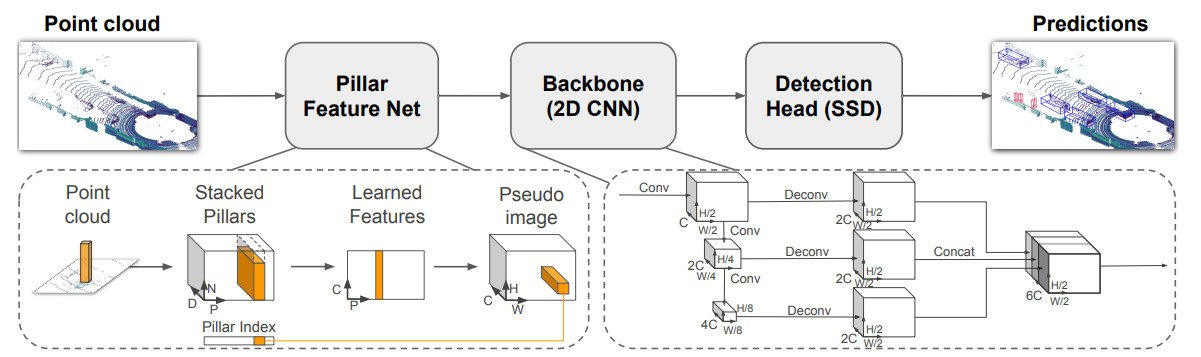 Point cloud
Predictions
Pillar
Feature Net
Backbone
(2D CNN)
Detection
Head (SSD)
Point
cloud
Stacked
Pillars
Learned
Features
Pseudo
image
N
D
P
C
P
H
C
W
Pillar Index
Conv
H/2
C
W/2
Conv
H/4
2C
W/4
Conv
H/8
4C
W/8
Deconv
H/2
2C
W/2
Deconv
H/2
2C
W/2
Deconv
H/2
2C
W/2
Concat
H/2
6C
W/2